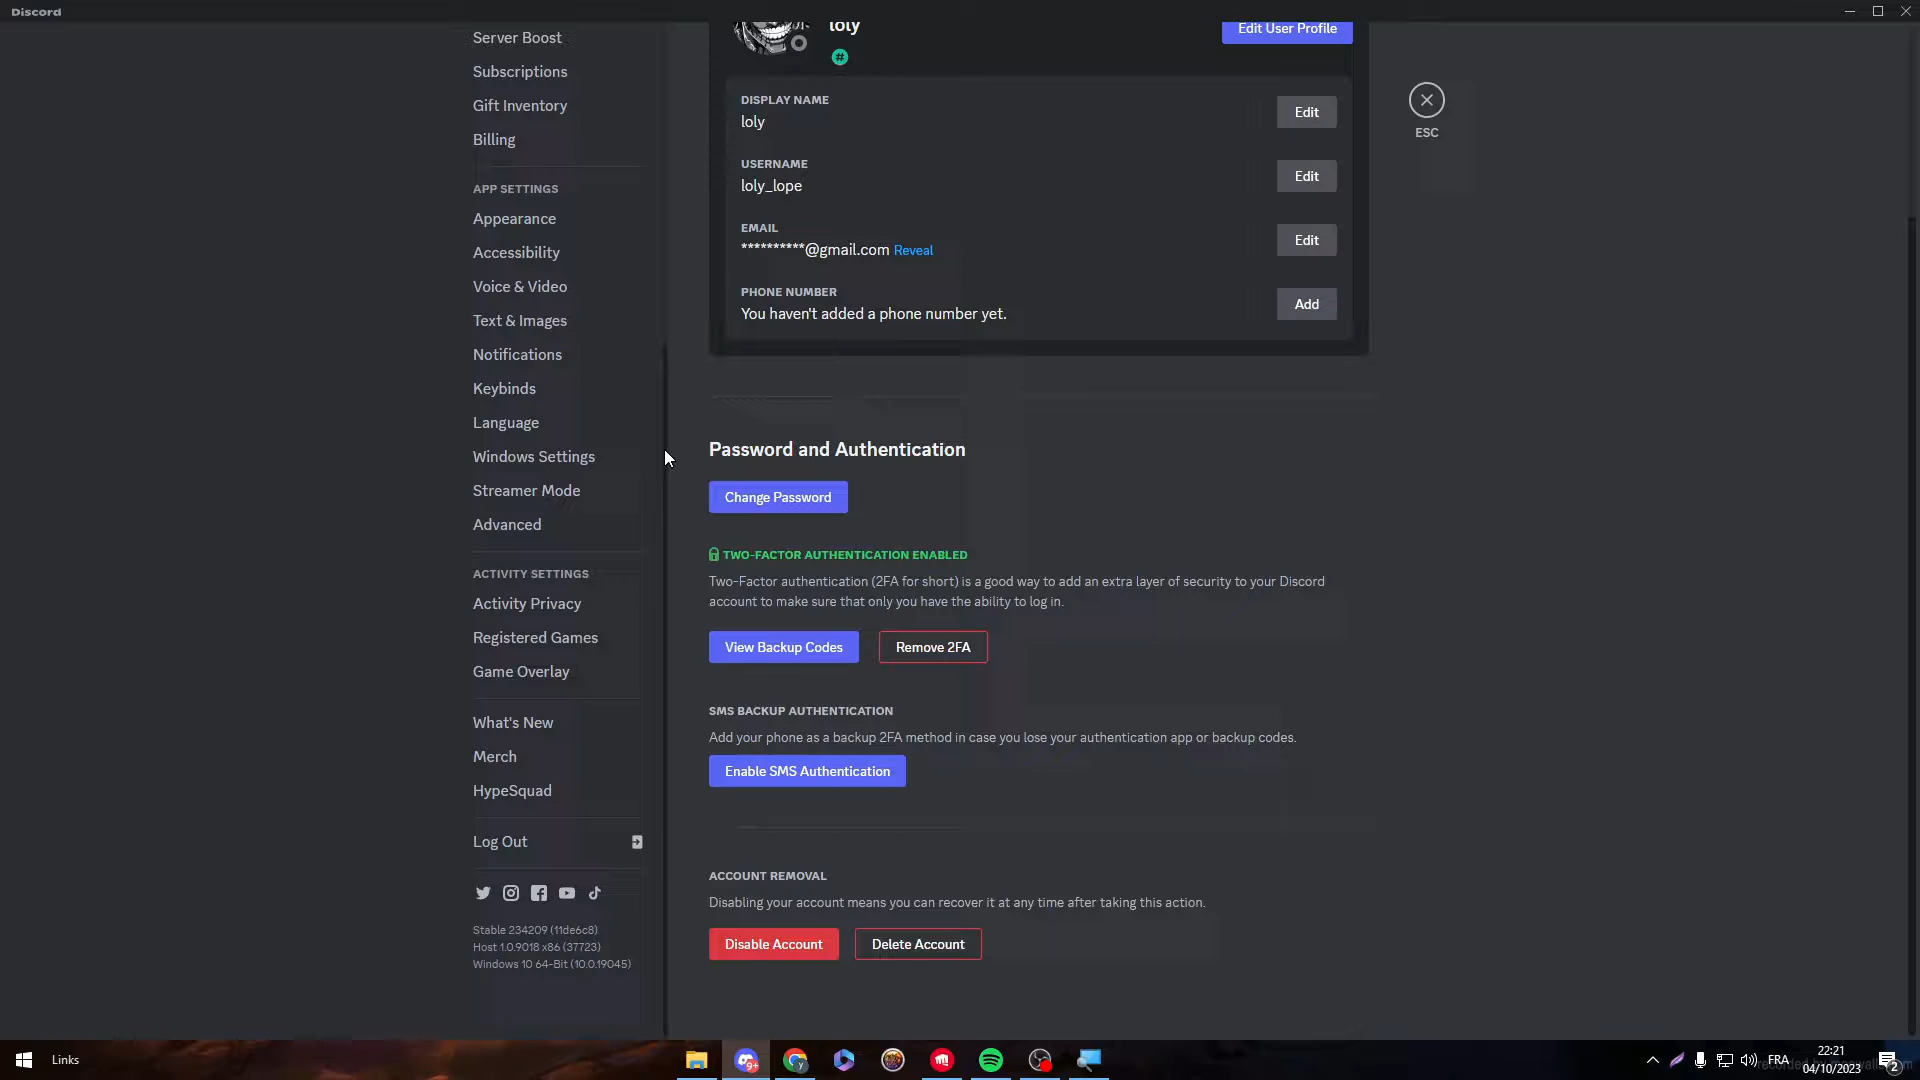 Discord
Server Boost
Subscriptions
Gift Inventory
Billing
APP SETTINGS
Appearance
Accessibility
Voice & Video
Text & Images
Notifications
Keybinds
Language
Windows Settings
Streamer Mode
Advanced
ACTIVITY SETTINGS
Activity Privacy
Registered Games
Game Overlay
What's New
Merch
HypeSquad
Log Out
Stable 234209 (11de6c8)
Host 1.0.9018 x86 (37723)
Windows 10 64-Bit (10.0.19045)
loly
Edit User Profile
#
DISPLAY NAME
loly
Edit
USERNAME
loly_lope
Edit
EMAIL
**********@gmail.com Reveal
Edit
PHONE NUMBER
You haven't added a phone number yet.
Add
ESC
Password and Authentication
Change Password
TWO-FACTOR AUTHENTICATION ENABLED
Two-Factor authentication (2FA for short) is a good way to add an extra layer of security to your Discord
account to make sure that only you have the ability to log in.
View Backup Codes
Remove 2FA
SMS BACKUP AUTHENTICATION
Add your phone as a backup 2FA method in case you lose your authentication app or backup codes.
Enable SMS Authentication
ACCOUNT REMOVAL
Disabling your account means you can recover it at any time after taking this action.
Disable Account
Delete Account
Links
9+
y
FRA
22:21
04/10/2023
2